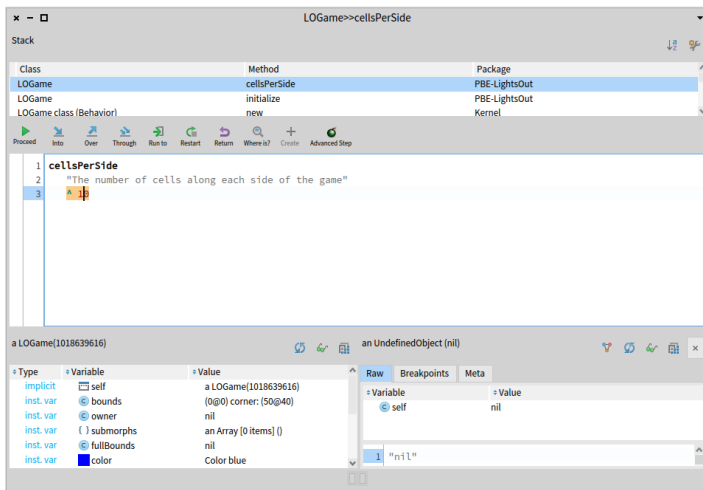 LOGame>>cellsPerSide
Stack
Class Method Package
LOGame cellsPerSide PBE-LightsOut
LOGame initialize PBE-LightsOut
LOGame class (Behavior) new Kernel
Proceed Into Over Through Run to Restart Return Where is? Create Advanced Step
1 cellsPerSide
2 "The number of cells along each side of the game"
3 ^ 10
a LOGame(1018639616) an UndefinedObject (nil)
Type Variable Value
implicit self a LOGame(1018639616)
inst. var bounds (0@0) corner: (50@40)
inst. var owner nil
inst. var submorphs an Array [0 items] ()
inst. var fullBounds nil
inst. var color Color blue
Raw Breakpoints Meta
Variable Value
self nil
1 "nil"